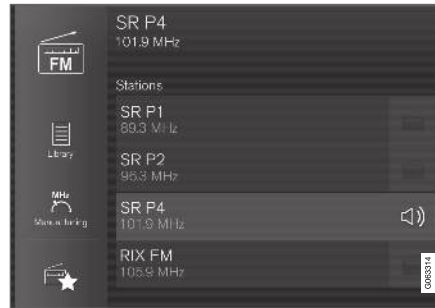 SR P4
101.9 MHz
FM
Stations
SR P1
89.3 MHz
Library
SR P2
96.3 MHz
MHz
Manual tuning
SR P4
101.9 MHz
RIX FM
105.9 MHz
G063314